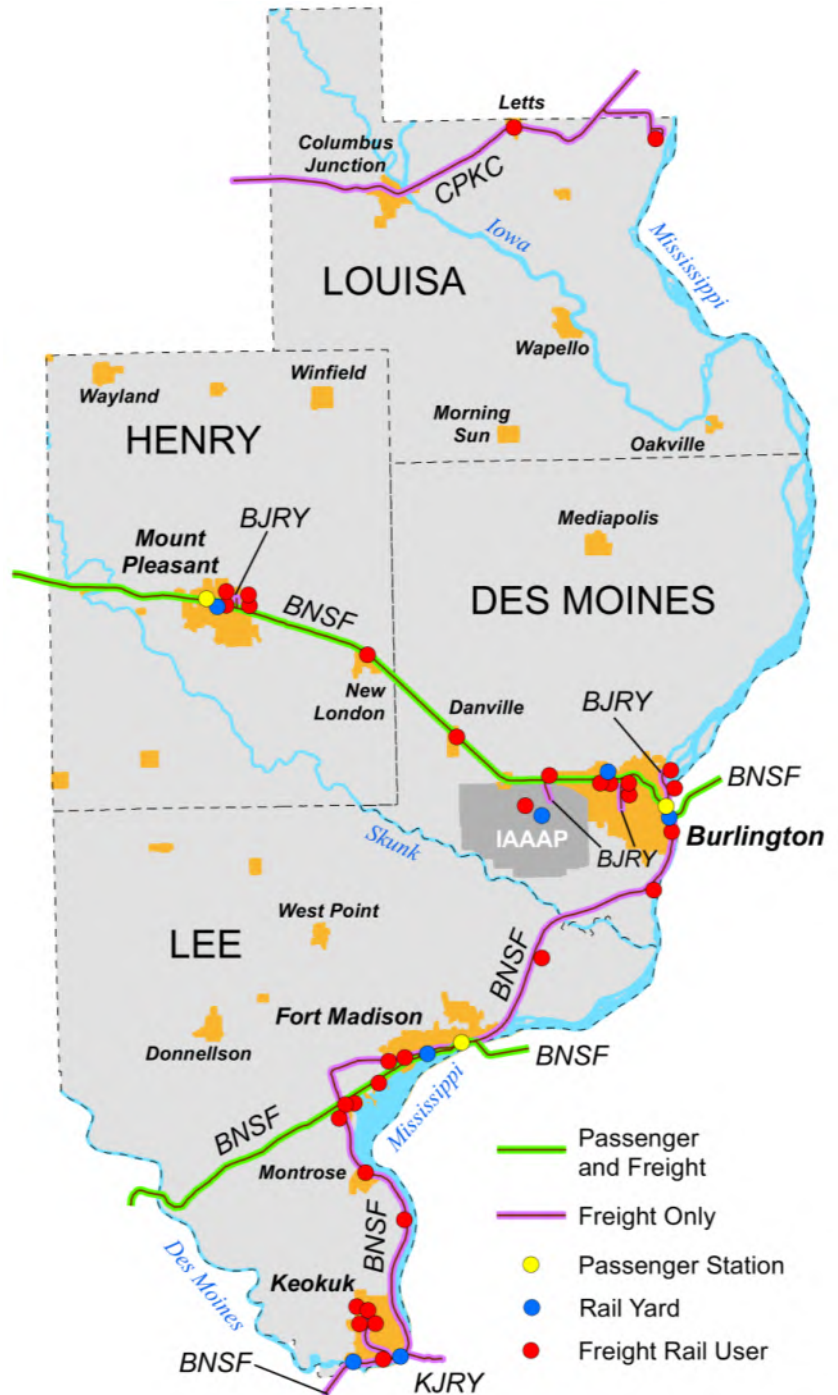 Letts
Columbus
Junction
CPKC
Iowa
Mississippi
LOUISA
Wapello
Wayland
Winfield
Morning
Sun
Oakville
HENRY
BJRY
Mount
Pleasant
Mediapolis
DES MOINES
BNSF
New
London
Danville
BJRY
BNSF
IAAAP
BJRY
Burlington
Skunk
West Point
LEE
BNSF
Fort Madison
Donnellson
BNSF
Mississippi
BNSF
Montrose
BNSF
Keokuk
Des Moines
BNSF
KJRY
Passenger
and Freight
Freight Only
Passenger Station
Rail Yard
Freight Rail User